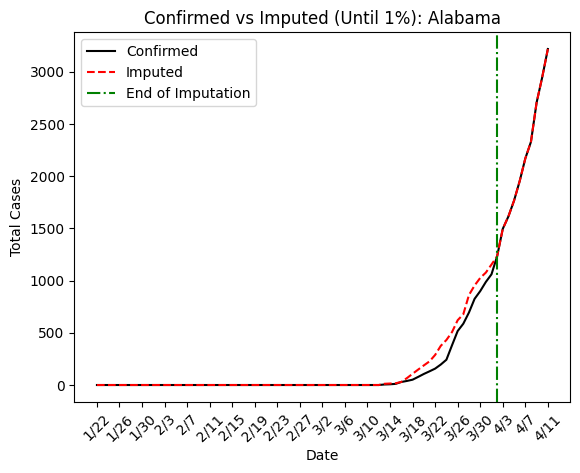 Confirmed vs Imputed (Until 1%): Alabama
Confirmed
Imputed
End of Imputation
Total Cases
3000
2500
2000
1500
1000
500
0
1/22 1/26 1/30 2/3 2/7 2/11 2/15 2/19 2/23 2/27 3/2 3/6 3/10 3/14 3/18 3/22 3/26 3/30 4/3 4/7 4/11
Date